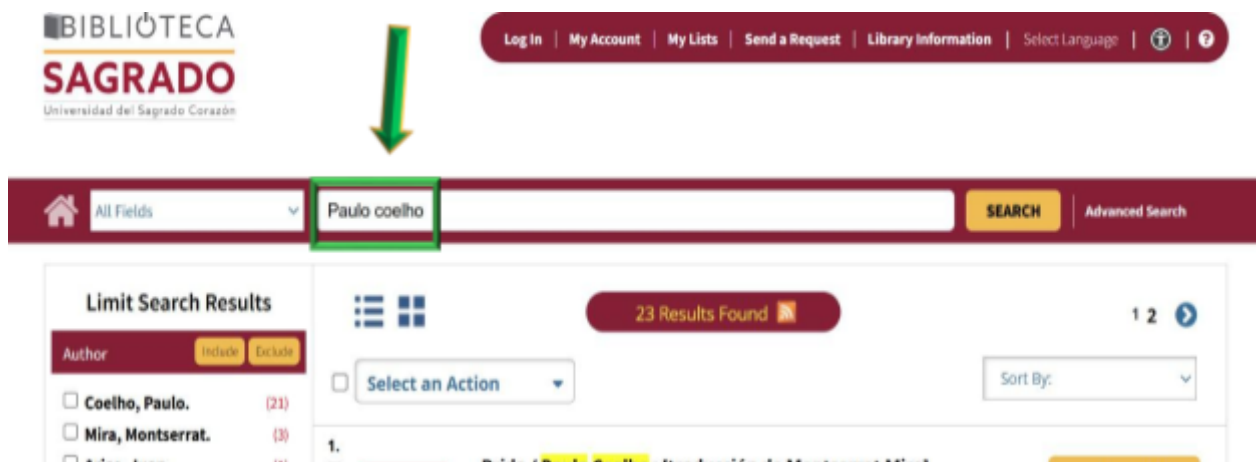 BIBLIOTECA
SAGRADO
Universidad del Sagrado Corazón
Log In | My Account | My Lists | Send a Request | Library Information | Select Language | ?
All Fields
Paulo coelho
SEARCH
Advanced Search
Limit Search Results
23 Results Found
1 2
Author
Include
Exclude
Select an Action
Sort By:
Coelho, Paulo. (21)
Mira, Montserrat. (3)
1.
Paulo Coelho